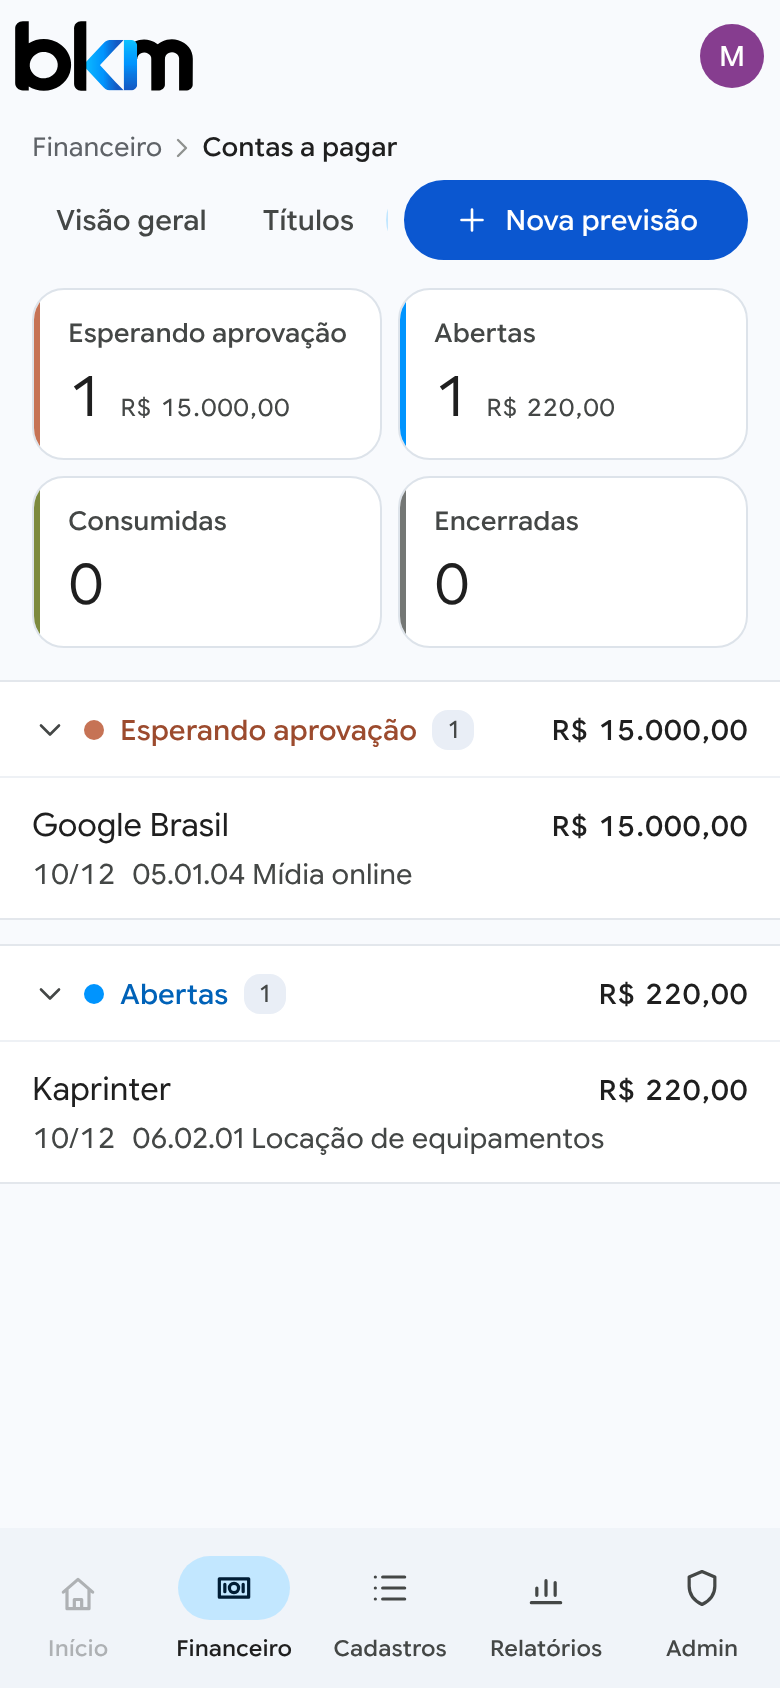 bkm
M
Financeiro > Contas a pagar
Visão geral Títulos + Nova previsão
Esperando aprovação
1 R$ 15.000,00
Abertas
1 R$ 220,00
Consumidas
0
Encerradas
0
Esperando aprovação 1 R$ 15.000,00
Google Brasil R$ 15.000,00
10/12 05.01.04 Mídia online
Abertas 1 R$ 220,00
Kaprinter R$ 220,00
10/12 06.02.01 Locação de equipamentos
Início Financeiro Cadastros Relatórios Admin